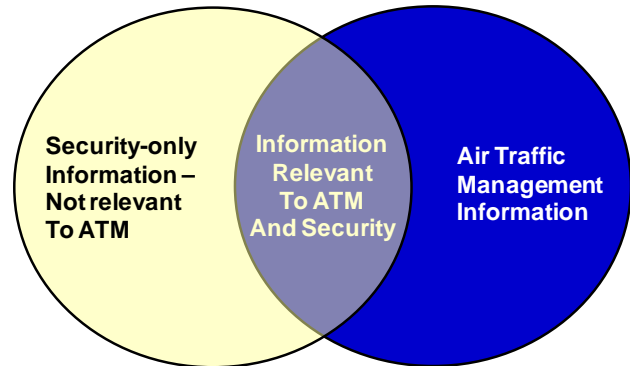 Security-only
Information –
Not relevant
To ATM
Information
Relevant
To ATM
And Security
Air Traffic
Management
Information